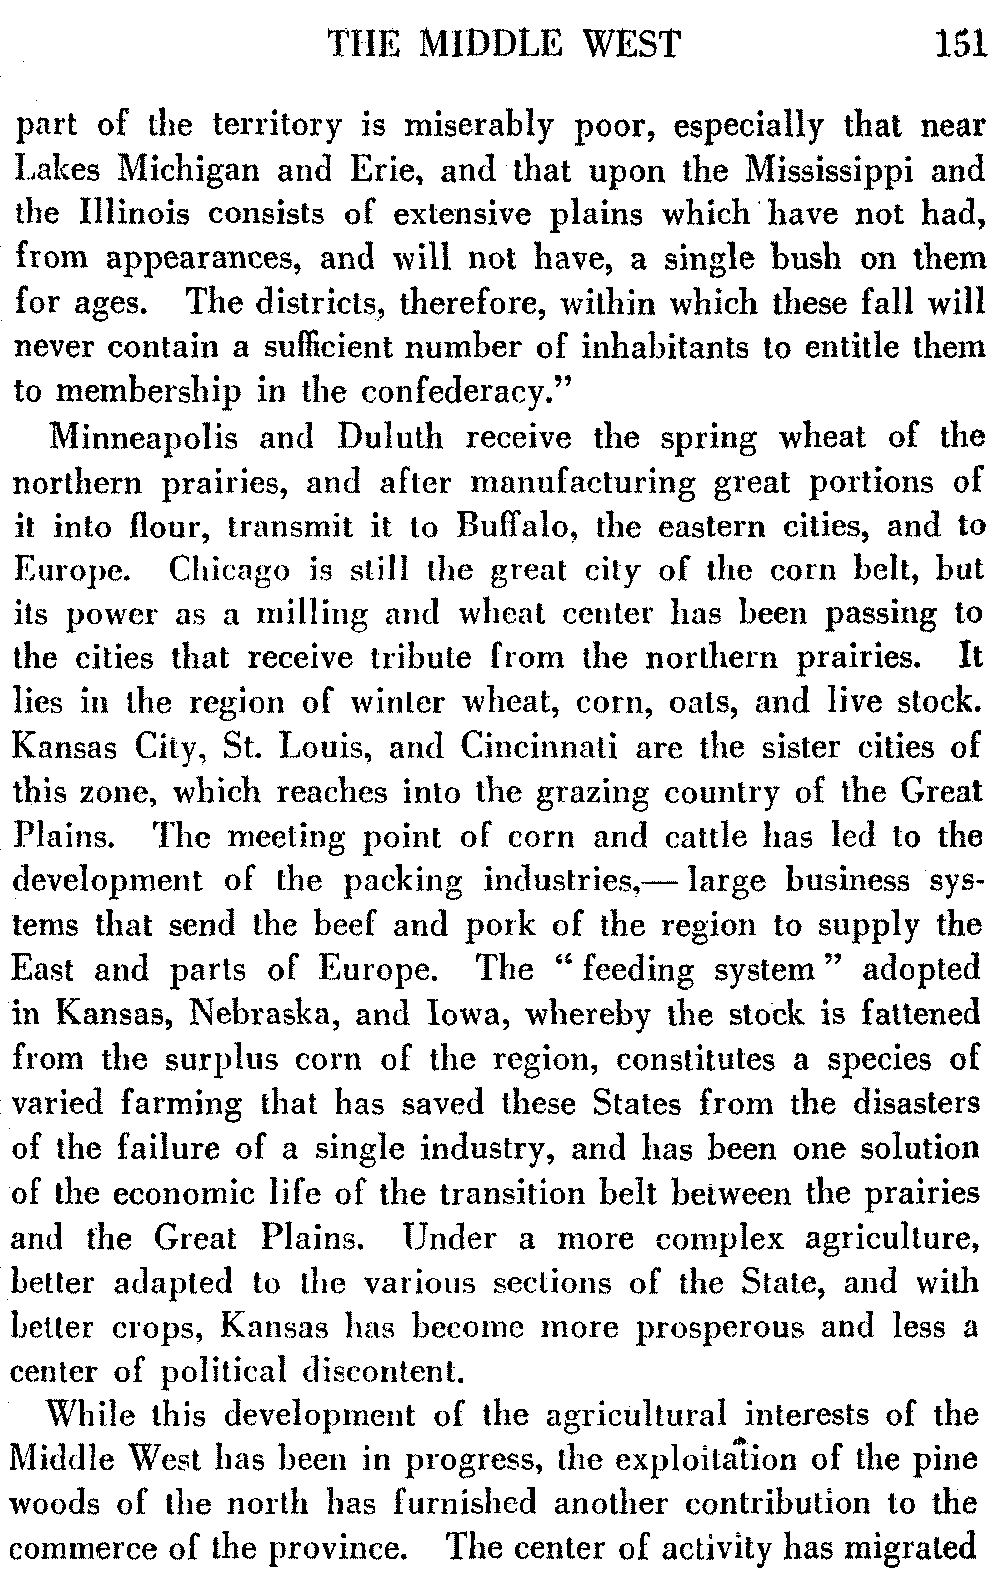 THE MIDDLE WEST 151
part of the territory is miserably poor, especially that near
Lakes Michigan and Erie, and that upon the Mississippi and
the Illinois consists of extensive plains which have not had,
from appearances, and will not have, a single bush on them
for ages. The districts, therefore, within which these fall will
never contain a sufficient number of inhabitants to entitle them
to membership in the confederacy.”
Minneapolis and Duluth receive the spring wheat of the
northern prairies, and after manufacturing great portions of
it into flour, transmit it to Buffalo, the eastern cities, and to
Europe. Chicago is still the great city of the corn belt, but
its power as a milling and wheat center has been passing to
the cities that receive tribute from the northern prairies. It
lies in the region of winter wheat, corn, oats, and live stock.
Kansas City, St. Louis, and Cincinnati are the sister cities of
this zone, which reaches into the grazing country of the Great
Plains. The meeting point of corn and cattle has led to the
development of the packing industries,— large business sys-
tems that send the beef and pork of the region to supply the
East and parts of Europe. The “ feeding system ” adopted
in Kansas, Nebraska, and Iowa, whereby the stock is fattened
from the surplus corn of the region, constitutes a species of
varied farming that has saved these States from the disasters
of the failure of a single industry, and has been one solution
of the economic life of the transition belt between the prairies
and the Great Plains. Under a more complex agriculture,
better adapted to the various sections of the State, and with
better crops, Kansas has become more prosperous and less a
center of political discontent.
While this development of the agricultural interests of the
Middle West has been in progress, the exploitation of the pine
woods of the north has furnished another contribution to the
commerce of the province. The center of activity has migrated